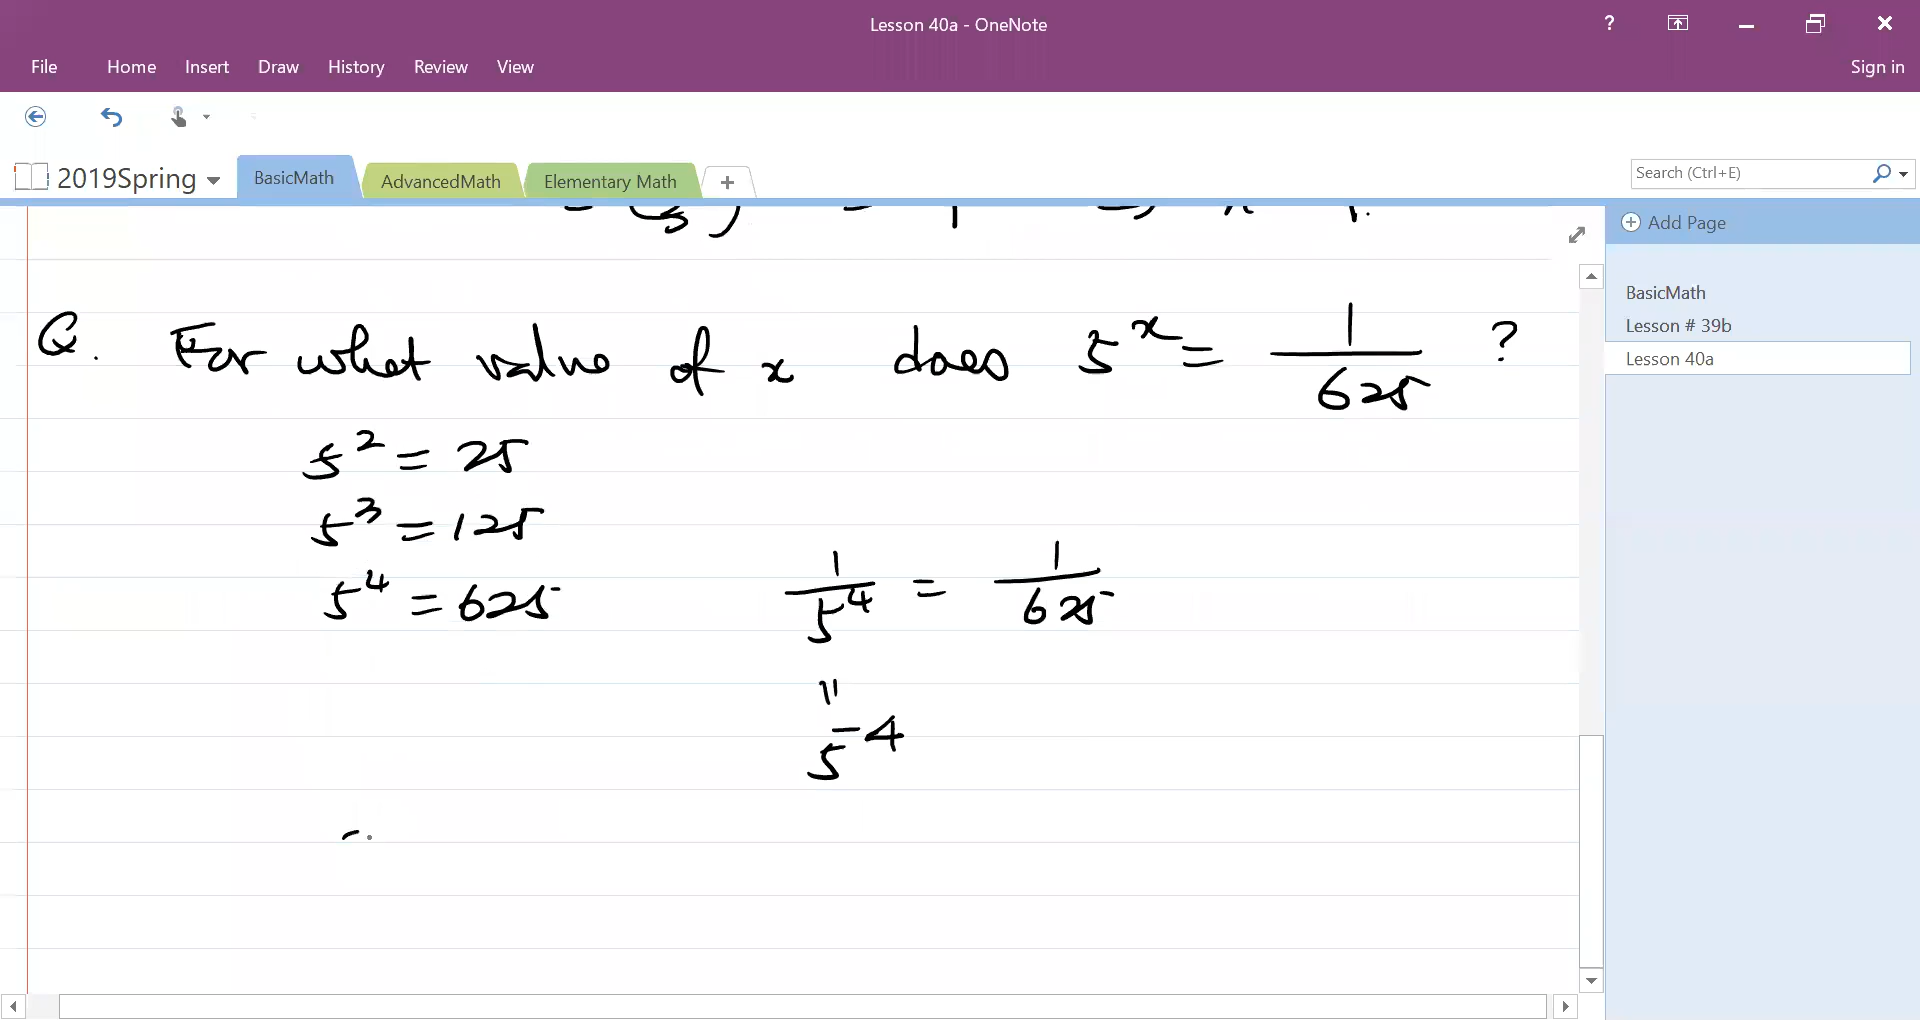 Lesson 40a - OneNote
?
File Home Insert Draw History Review View Sign in
2019Spring BasicMath AdvancedMath Elementary Math + Search (Ctrl+E)
Add Page
BasicMath
Lesson # 39b
Lesson 40a
Q. For what value of x does 5^x = 1/625 ?
5^2 = 25
5^3 = 125
5^4 = 625
1/5^4 = 1/625
=
5^-4